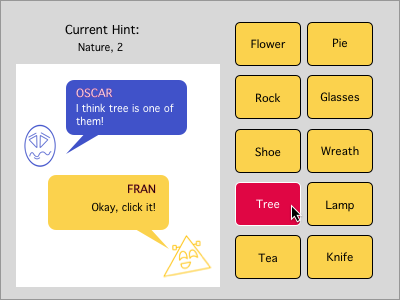 Current Hint:
Nature, 2
OSCAR
I think tree is one of
them!
FRAN
Okay, click it!
Flower
Pie
Rock
Glasses
Shoe
Wreath
Tree
Lamp
Tea
Knife